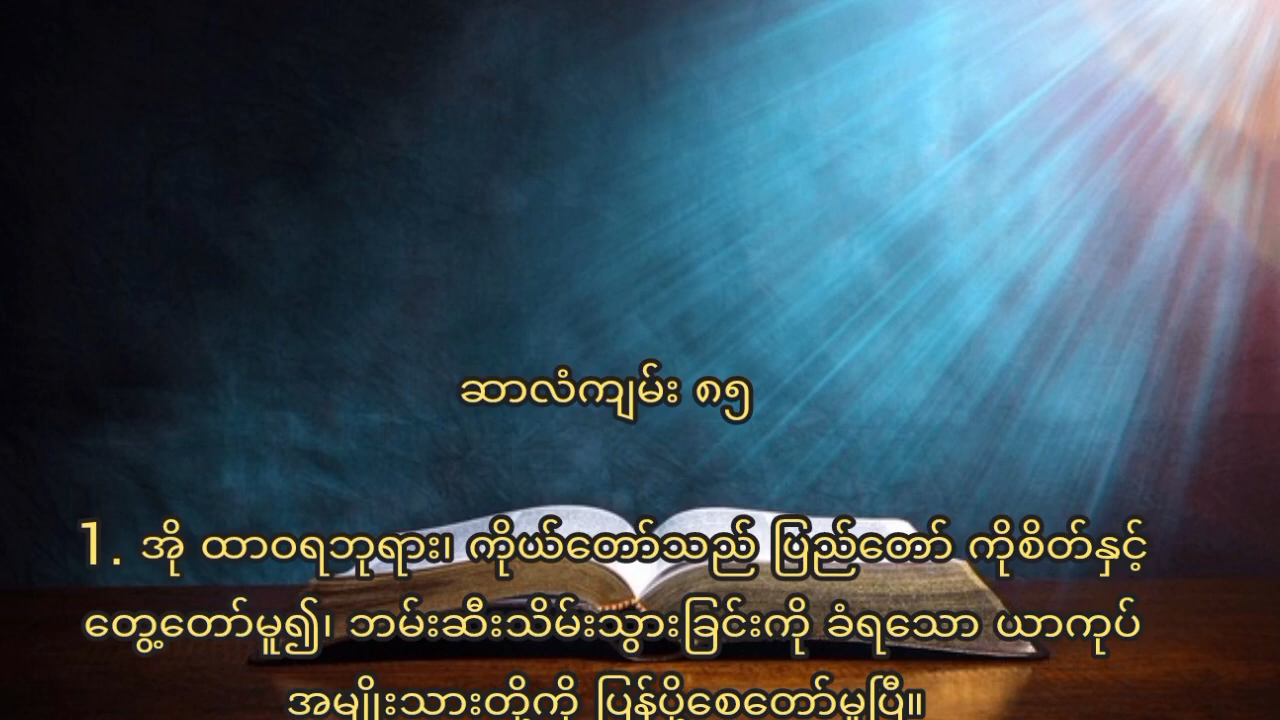 ဆာလံကျမ်း ၈၅
1. အို ထာဝရဘုရား၊ ကိုယ်တော်သည် ပြည်တော် ကိုစိတ်နှင့်
တွေ့တော်မူ၍၊ ဘမ်းဆီးသိမ်းသွားခြင်းကို ခံရသော ယာကုပ်
အမျိုးသားတို့ကို ပြန်ပို့စေတော်မူပြီ။